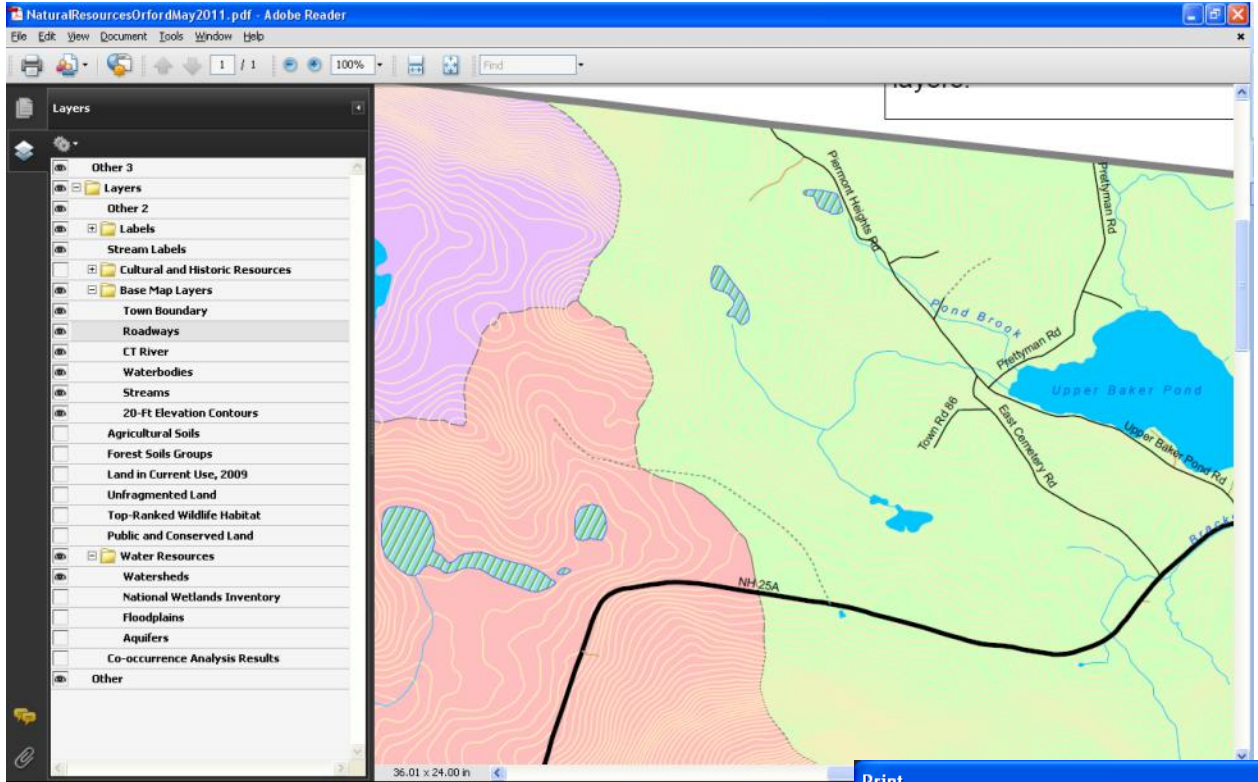 NaturalResourcesOrfordMay2011.pdf - Adobe Reader
File Edit View Document Tools Window Help
1 / 1 100% Find
layers.
Layers
Other 3
Layers
Other 2
Labels
Stream Labels
Cultural and Historic Resources
Base Map Layers
Town Boundary
Roadways
CT River
Waterbodies
Streams
20-Ft Elevation Contours
Agricultural Soils
Forest Soils Groups
Land in Current Use, 2009
Unfragmented Land
Top-Ranked Wildlife Habitat
Public and Conserved Land
Water Resources
Watersheds
National Wetlands Inventory
Floodplains
Aquifers
Co-occurrence Analysis Results
Other
Piermont Heights Rd
Prettyman Rd
Pond Brook
Prettyman Rd
Upper Baker Pond
Town Rd 86
East Cemetery Rd
Upper Baker Pond Rd
NH 25A
36.01 x 24.00 in
Print